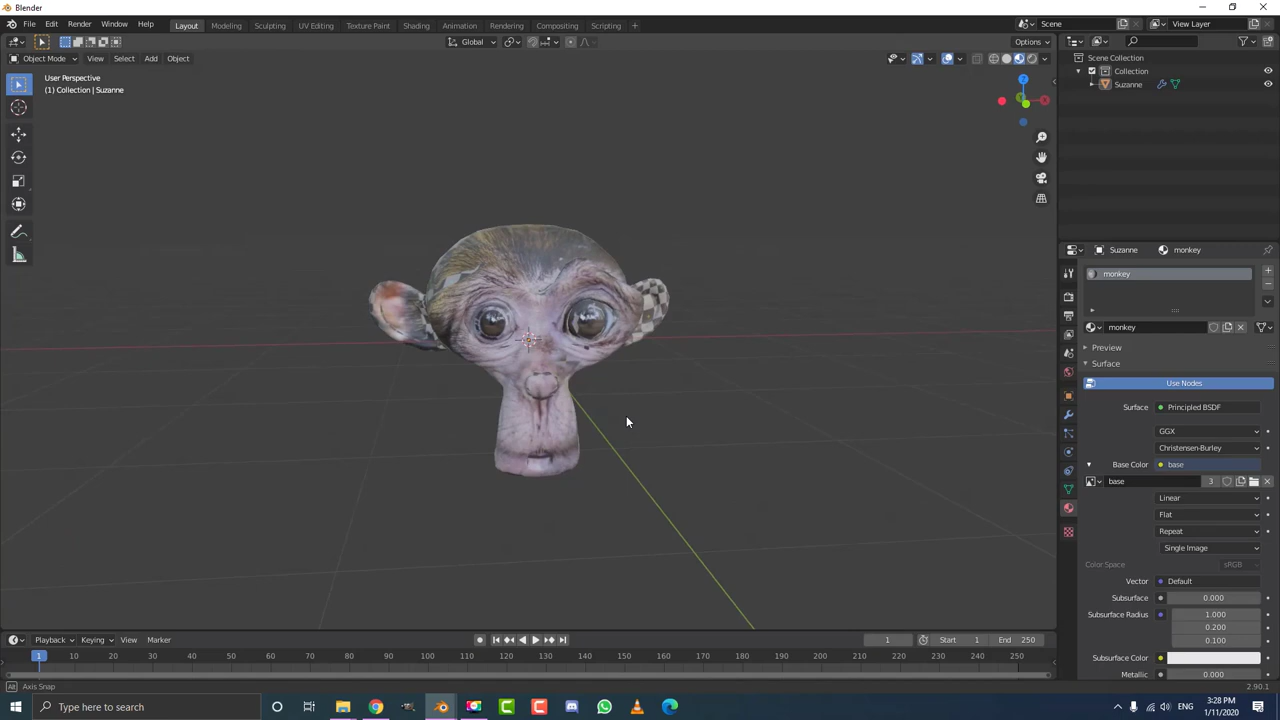 Blender
File Edit Render Window Help Layout Modeling Sculpting UV Editing Texture Paint Shading Animation Rendering Compositing Scripting + Scene View Layer
Global Options
Object Mode View Select Add Object
User Perspective
(1) Collection | Suzanne
Z
Scene Collection
Collection
Suzanne
Suzanne monkey
monkey
monkey
Preview
Surface
Use Nodes
Surface Principled BSDF
GGX
Christensen-Burley
Base Color base
base 3
Linear
Flat
Repeat
Single Image
Color Space sRGB
Vector Default
Subsurface 0.000
Subsurface Radius 1.000
0.200
0.100
Subsurface Color
Metallic 0.000
Playback Keying View Marker 1 Start 1 End 250
1 10 20 30 40 50 60 70 80 90 100 110 120 130 140 150 160 170 180 190 200 210 220 230 240 250
Axis Snap 2.90.1
Type here to search
3:28 PM
1/11/2020